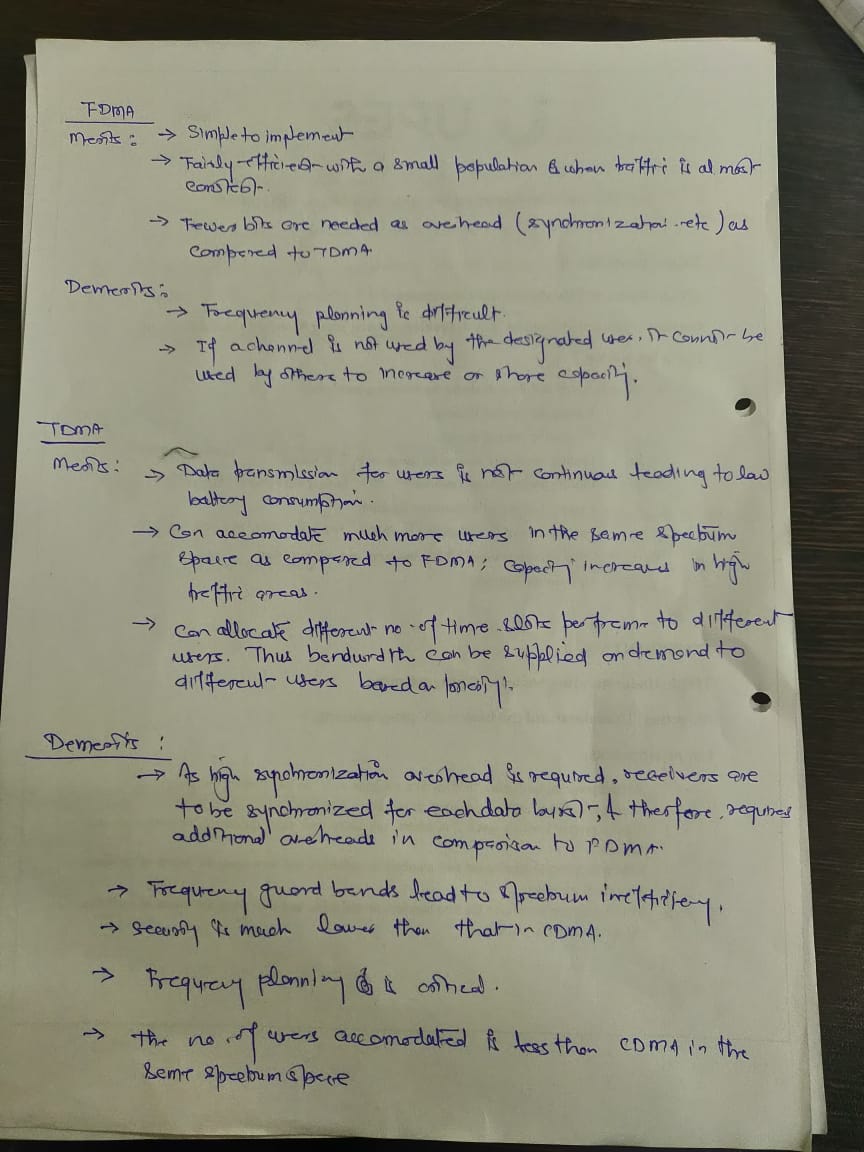 FDMA
Merits : → Simple to implement
→ Fairly efficient with a small population & when traffic is almost
constant.
→ Fewer bits are needed as overhead (synchronization etc) as
compared to TDMA
Demerits :
→ Frequency planning is difficult.
→ If a channel is not used by the designated user, it cannot be
used by others to increase or share capacity.
TDMA
Merits : → Data transmission for users is not continuous leading to low
battery consumption.
→ Can accomodate much more users in the same spectrum
space as compared to FDMA ; Capacity increases in high
traffic areas.
→ Can allocate different no. of time slots per frame to different
users. Thus bandwidth can be supplied on demand to
different users based on
Demerits :
→ As high synchronization overhead is required, receivers are
to be synchronized for each data burst, & therefore, requires
additional overheads in comparison to FDMA.
→ Frequency guard bands lead to spectrum inefficiency.
→ Security is much lower than that in CDMA.
→ Frequency planning is critical.
→ The no. of users accomodated is less than CDMA in the
same spectrum space